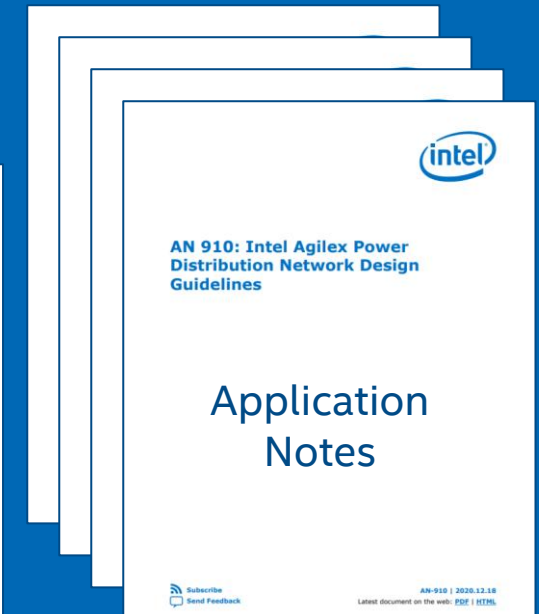 intel
AN 910: Intel Agilex Power
Distribution Network Design
Guidelines
Application
Notes
Subscribe
Send Feedback
AN-910 | 2020.12.18
Latest document on the web: PDF | HTML